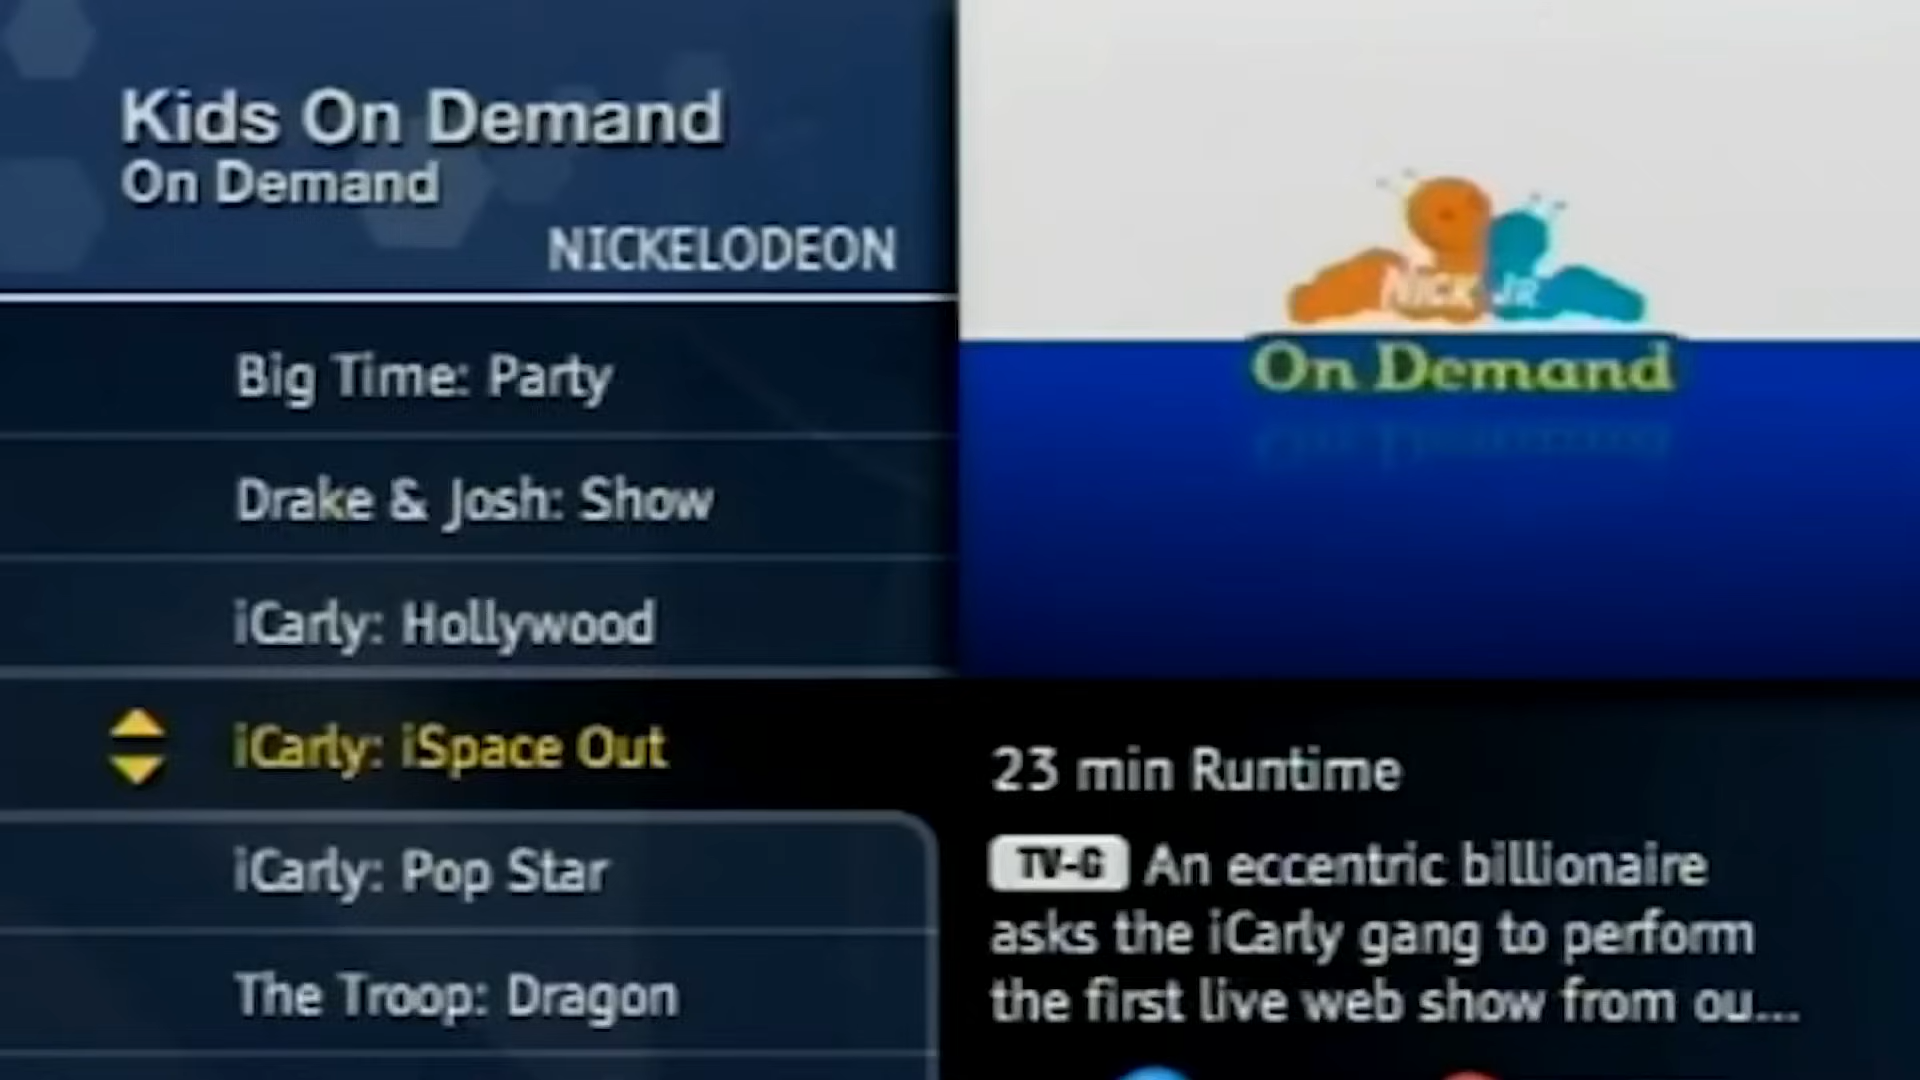 Kids On Demand
On Demand
NICKELODEON
Big Time: Party
Drake & Josh: Show
iCarly: Hollywood
iCarly: iSpace Out
iCarly: Pop Star
The Troop: Dragon
NICK JR
On Demand
23 min Runtime
TV-G An eccentric billionaire
asks the iCarly gang to perform
the first live web show from ou...